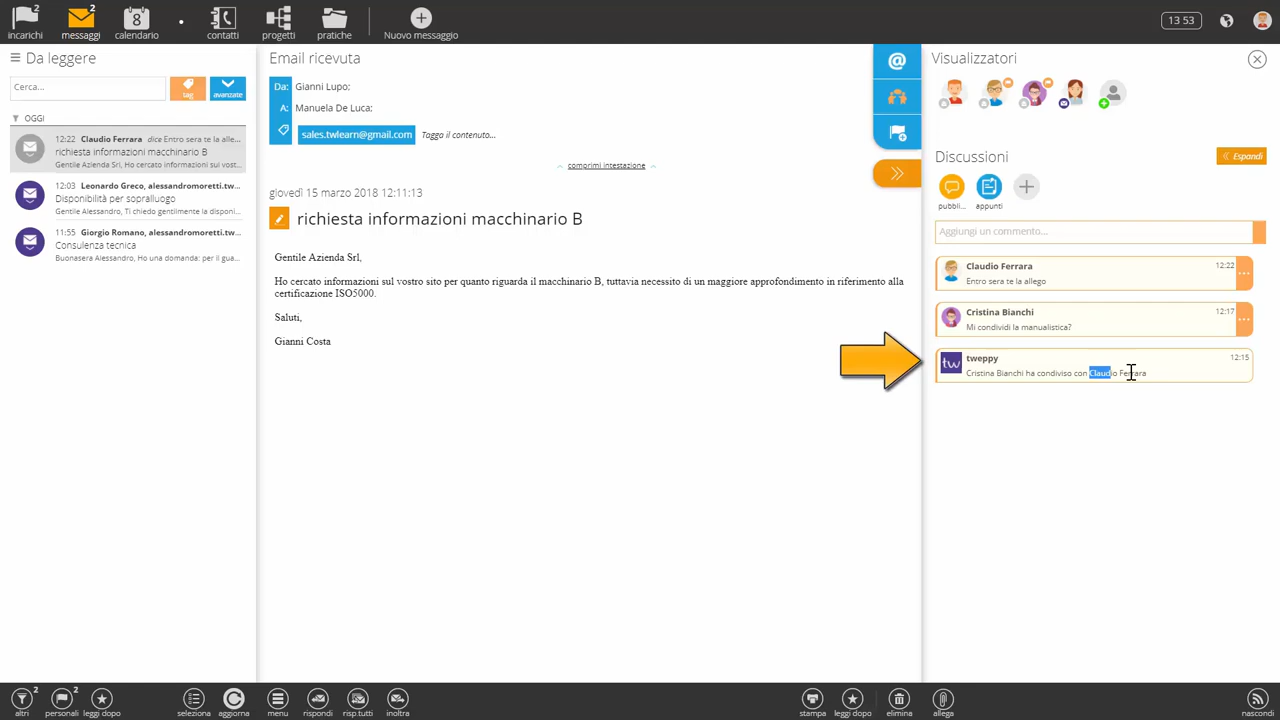 2
incarichi
2
messaggi
8
calendario
contatti
progetti
pratiche
Nuovo messaggio
13 53
Da leggere
Cerca...
tag
avanzate
OGGI
12:22 Claudio Ferrara dice Entro sera te la alle...
richiesta informazioni macchinario B
Gentile Azienda Srl, Ho cercato informazioni sul vost...
12:03 Leonardo Greco, alessandromoretti.tw...
Disponibilità per sopralluogo
Gentile Alessandro, Ti chiedo gentilmente la disponi...
11:55 Giorgio Romano, alessandromoretti.tw...
Consulenza tecnica
Buonasera Alessandro, Ho una domanda: per il gua...
Email ricevuta
Da: Gianni Lupo;
A: Manuela De Luca;
sales.twlearn@gmail.com Tagga il contenuto...
comprimi intestazione
giovedì 15 marzo 2018 12:11:13
richiesta informazioni macchinario B
Gentile Azienda Srl,
Ho cercato informazioni sul vostro sito per quanto riguarda il macchinario B, tuttavia necesito di un maggiore approfondimento in riferimento alla
certificazione ISO5000.
Saluti,
Gianni Costa
@
Visualizzatori
Discussioni
Espandi
pubbli...
appunti
Aggiungi un commento...
Claudio Ferrara 12:22
Entro sera te la allego
Cristina Bianchi 12:17
Mi condividi la manualistica?
tw
tweppy 12:15
Cristina Bianchi ha condiviso con Claudio Ferrara
2
altri
2
personali
leggi dopo
seleziona
aggiorna
menu
rispondi
risp.tutti
inoltra
stampa
leggi dopo
elimina
allega
nascondi